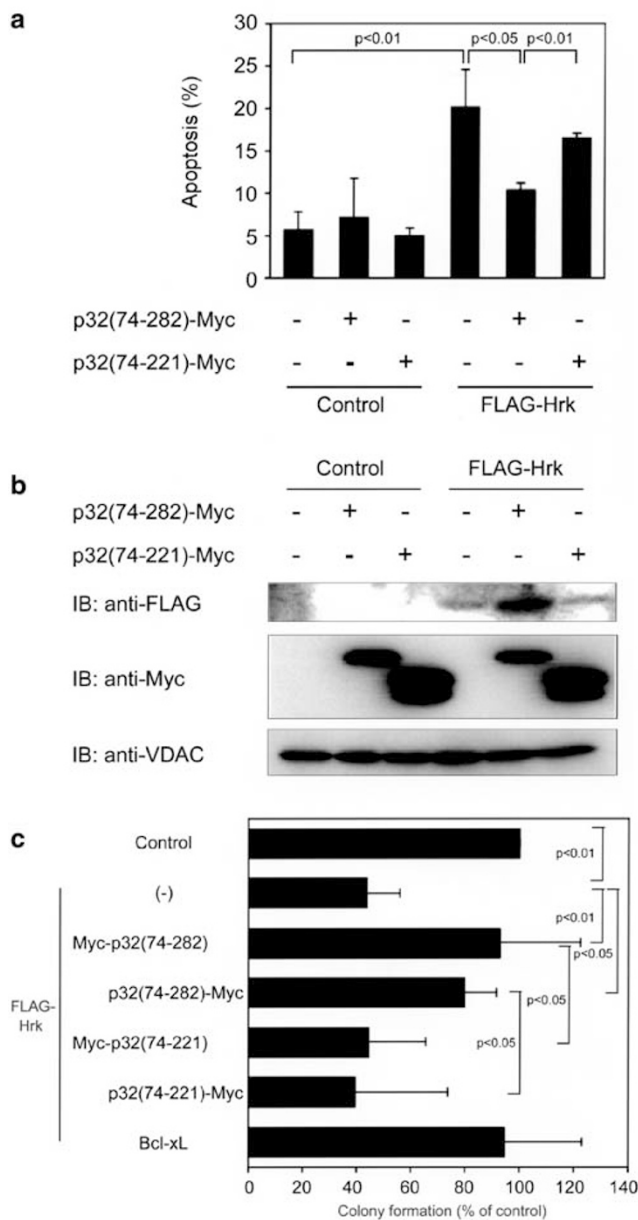 a
p<0.01
p<0.05
p<0.01
30
25
20
15
10
5
0
Apoptosis (%)
p32(74-282)-Myc - + - - + -
p32(74-221)-Myc - - + - - +
Control FLAG-Hrk
b
Control FLAG-Hrk
p32(74-282)-Myc - + - - + -
p32(74-221)-Myc - - + - - +
IB: anti-FLAG
IB: anti-Myc
IB: anti-VDAC
c
Control
(-)
Myc-p32(74-282)
p32(74-282)-Myc
Myc-p32(74-221)
p32(74-221)-Myc
Bcl-xL
FLAG-
Hrk
p<0.01
p<0.01
p<0.05
p<0.05
p<0.05
0 20 40 60 80 100 120 140
Colony formation (% of control)